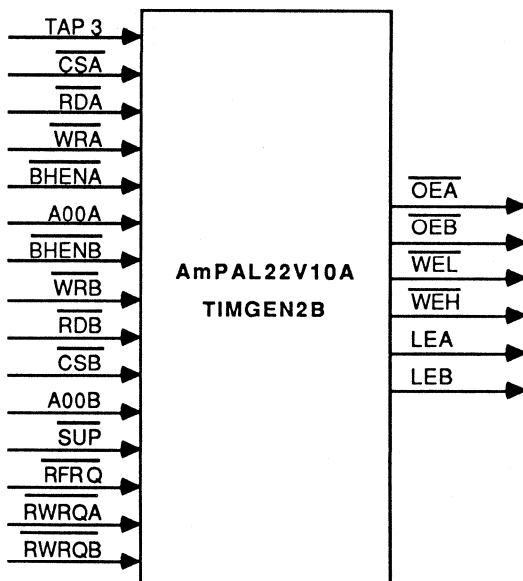 TAP 3
CSA
RDA
WRA
BHENA
A00A
BHENB
WRB
RDB
CSB
A00B
SUP
RFRQ
RWRQA
RWRQB
AmPAL22V10A
TIMGEN2B
OEA
OEB
WEL
WEH
LEA
LEB